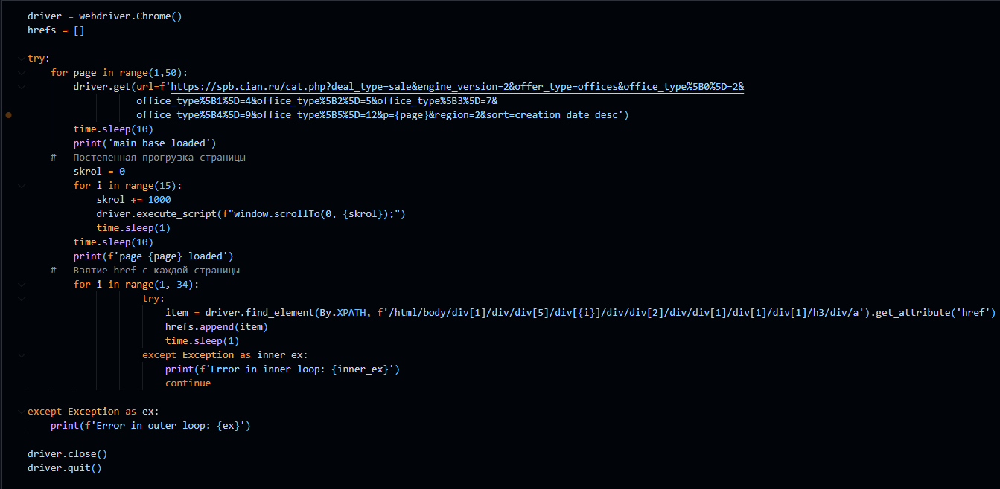 driver = webdriver.Chrome()
hrefs = []
try:
for page in range(1,50):
driver.get(url=f'https://spb.cian.ru/cat.php?deal_type=sale&engine_version=2&offer_type=offices&office_type%5B0%5D=2&
office_type%5B1%5D=4&office_type%5B2%5D=5&office_type%5B3%5D=7&
office_type%5B4%5D=9&office_type%5B5%5D=12&p={page}&region=2&sort=creation_date_desc')
time.sleep(10)
print('main base loaded')
# Постепенная прогрузка страницы
skrol = 0
for i in range(15):
skrol += 1000
driver.execute_script(f"window.scrollTo(0, {skrol});")
time.sleep(1)
time.sleep(10)
print(f'page {page} loaded')
# Взятие href с каждой страницы
for i in range(1, 34):
try:
item = driver.find_element(By.XPATH, f'/html/body/div[1]/div/div[5]/div[{i}]/div/div[2]/div/div[1]/div[1]/div[1]/h3/div/a').get_attribute('href')
hrefs.append(item)
time.sleep(1)
except Exception as inner_ex:
print(f'Error in inner loop: {inner_ex}')
continue
except Exception as ex:
print(f'Error in outer loop: {ex}')
driver.close()
driver.quit()